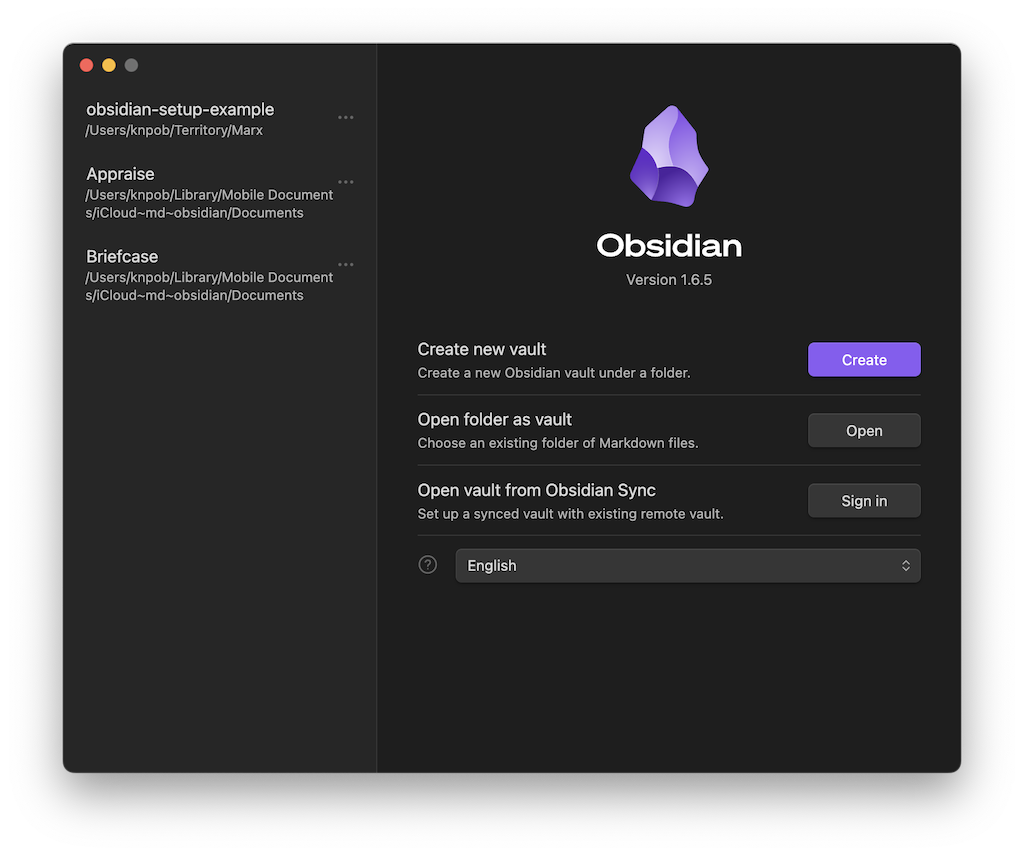 obsidian-setup-example
/Users/knpob/Territory/Marx
Appraise
/Users/knpob/Library/Mobile Document
s/iCloud~md~obsidian/Documents
Briefcase
/Users/knpob/Library/Mobile Document
s/iCloud~md~obsidian/Documents
Obsidian
Version 1.6.5
Create new vault
Create a new Obsidian vault under a folder.
Create
Open folder as vault
Choose an existing folder of Markdown files.
Open
Open vault from Obsidian Sync
Set up a synced vault with existing remote vault.
Sign in
?
English